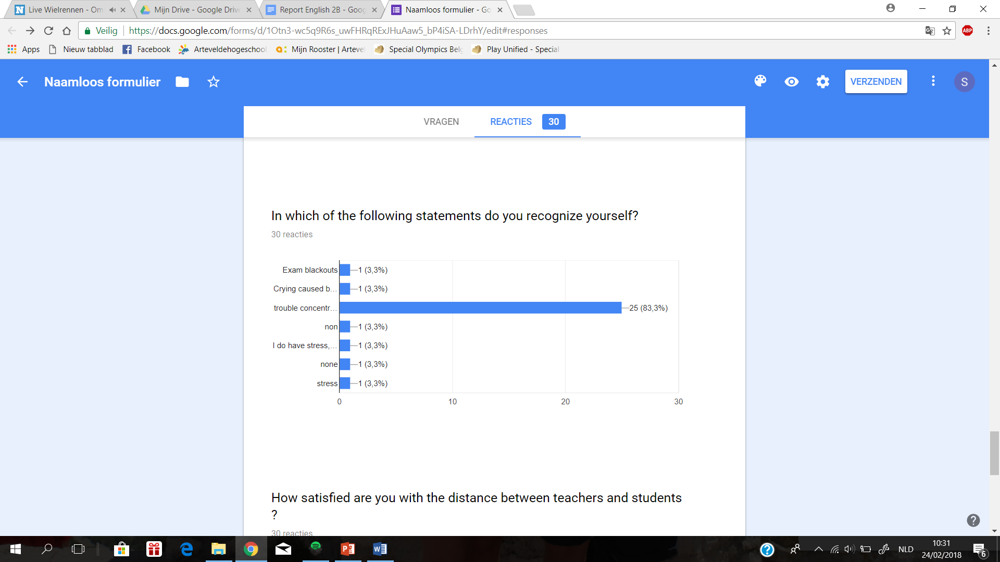 Live Wielrennen - Om
Mijn Drive - Google Drive
Report English 2B - Goog
Naamloos formulier - Go
Veilig
https://docs.google.com/forms/d/1Otn3-wc5q9R6s_uwFHRqRExJHuAaw5_bP4iSA-LDrhY/edit#responses
ABP
Apps
Nieuw tabblad
Facebook
Arteveldehogeschool
Mijn Rooster | Arteve
Special Olympics Belg
Play Unified - Special
Naamloos formulier
VERZENDEN
S
VRAGEN
REACTIES
30
In which of the following statements do you recognize yourself?
30 reacties
Exam blackouts 1 (3,3%)
Crying caused b... 1 (3,3%)
trouble concentr... 25 (83,3%)
non 1 (3,3%)
I do have stress,... 1 (3,3%)
none 1 (3,3%)
stress 1 (3,3%)
0 10 20 30
How satisfied are you with the distance between teachers and students
?
30 reacties
NLD
10:31
24/02/2018
6